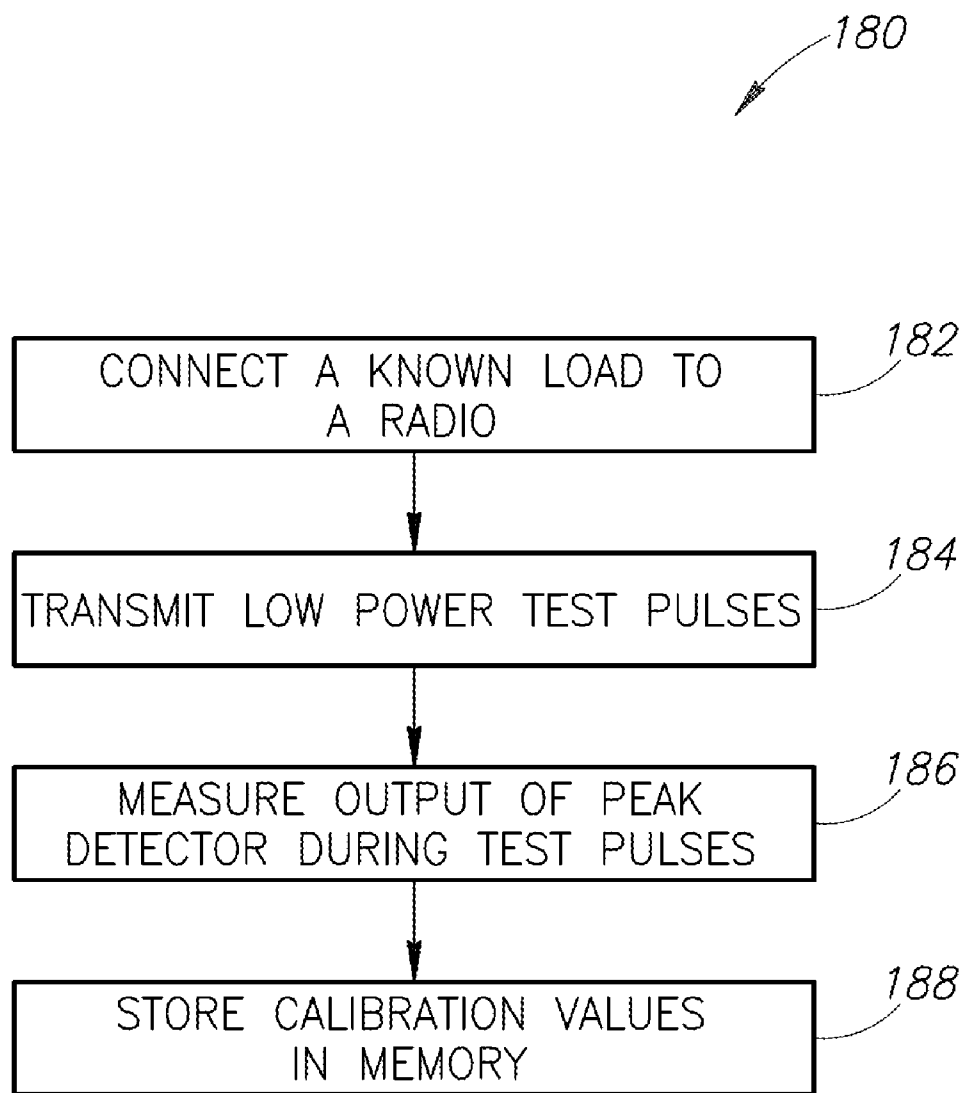 180
182
CONNECT A KNOWN LOAD TO
A RADIO
184
TRANSMIT LOW POWER TEST PULSES
186
MEASURE OUTPUT OF PEAK
DETECTOR DURING TEST PULSES
188
STORE CALIBRATION VALUES
IN MEMORY